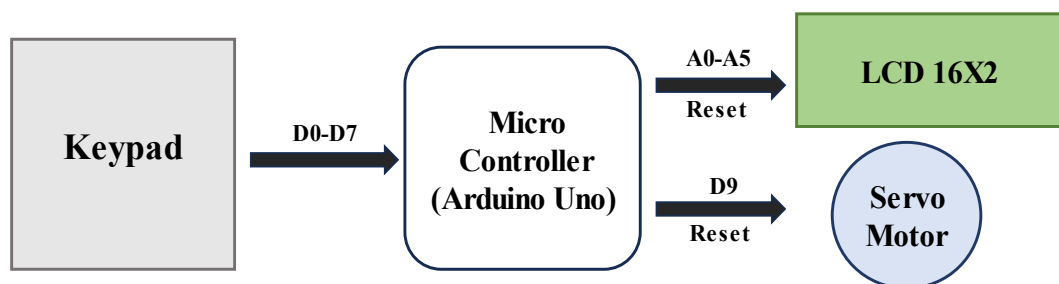 Keypad
D0-D7
Micro
Controller
(Arduino Uno)
A0-A5
Reset
LCD 16X2
D9
Reset
Servo
Motor